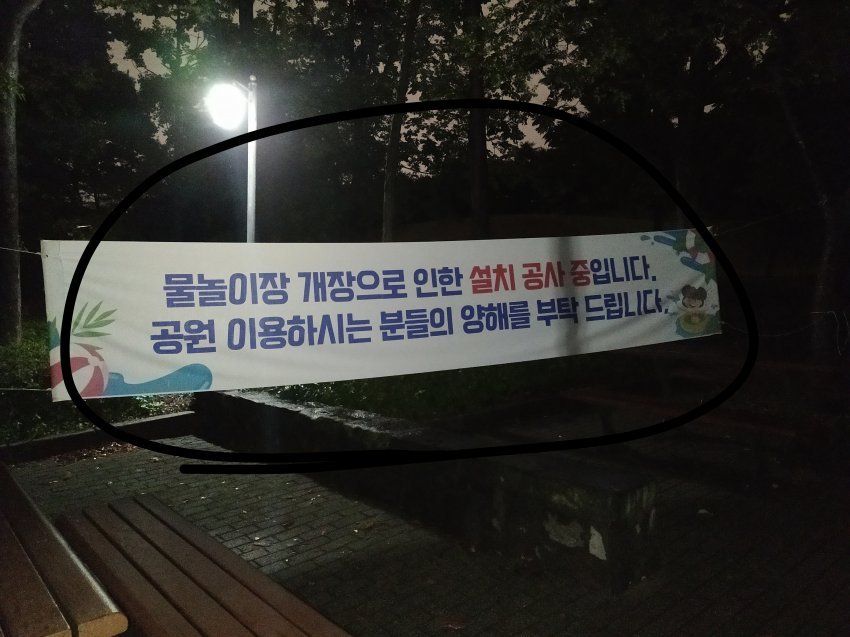 물놀이장 개장으로 인한 설치 공사 중입니다.
공원 이용하시는 분들의 양해를 부탁 드립니다.